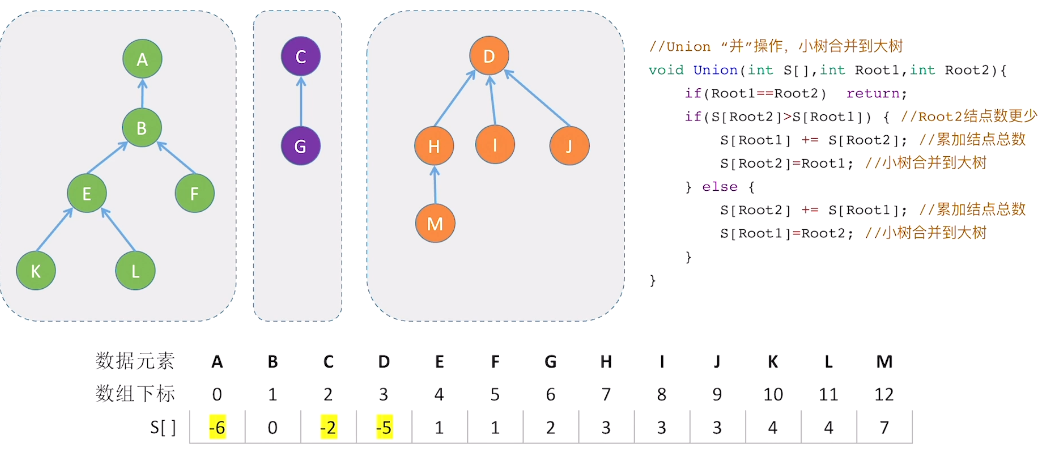 A
B
E
F
K
L
C
G
D
H
I
J
M
//Union “并”操作，小树合并到大树
void Union(int S[],int Root1,int Root2){
if(Root1==Root2) return;
if(S[Root2]>S[Root1]) { //Root2结点数更少
S[Root1] += S[Root2]; //累加结点总数
S[Root2]=Root1; //小树合并到大树
} else {
S[Root2] += S[Root1]; //累加结点总数
S[Root1]=Root2; //小树合并到大树
}
}
数据元素 A B C D E F G H I J K L M
数组下标 0 1 2 3 4 5 6 7 8 9 10 11 12
S[ ] -6 0 -2 -5 1 1 2 3 3 3 4 4 7